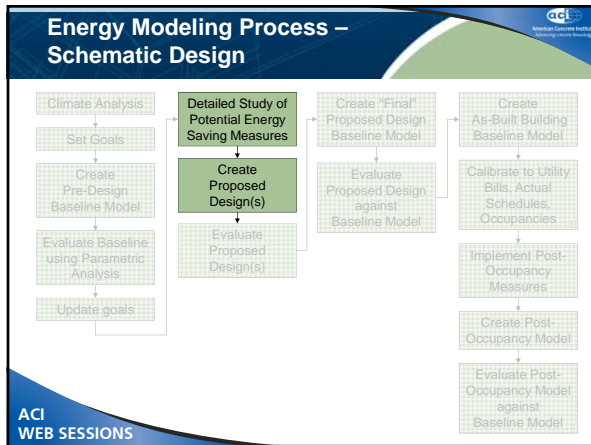 Energy Modeling Process –
Schematic Design
aci
American Concrete Institute
Advancing concrete knowledge
Climate Analysis
Set Goals
Create
Pre-Design
Baseline Model
Evaluate Baseline
using Parametric
Analysis
Update goals
Detailed Study of
Potential Energy
Saving Measures
Create
Proposed
Design(s)
Evaluate
Proposed
Design(s)
Create "Final"
Proposed Design
Baseline Model
Evaluate
Proposed Design
against
Baseline Model
Create
As-Built Building
Baseline Model
Calibrate to Utility
Bills, Actual
Schedules,
Occupancies
Implement Post-
Occupancy
Measures
Create Post-
Occupancy Model
Evaluate Post-
Occupancy Model
against
Baseline Model
ACI
WEB SESSIONS